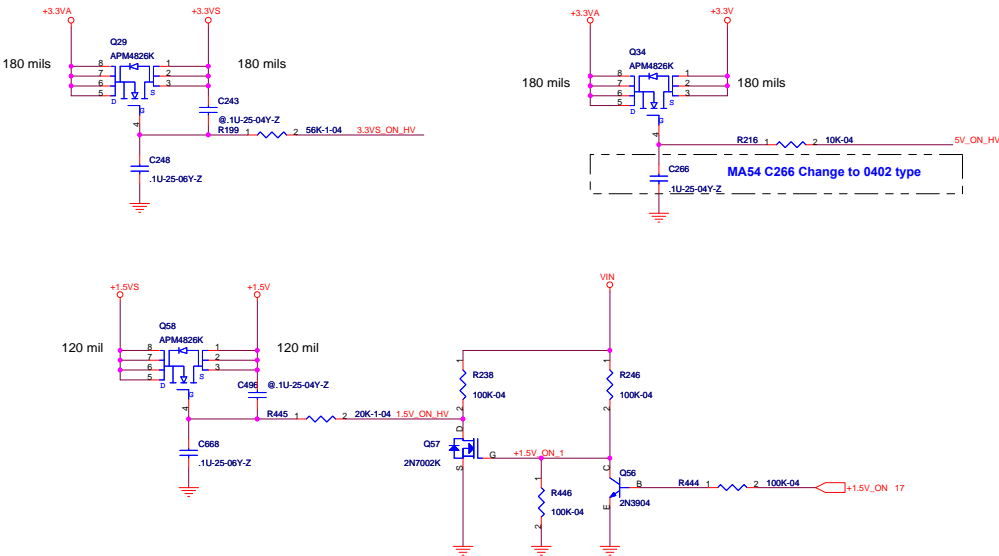 +3.3VA +3.3VS
Q29
APM4826K
180 mils 180 mils
8 1
7 2
6 3
5
D S
G
4
C243
@.1U-25-04Y-Z
R199 1 2 56K-1-04 3.3VS_ON_HV
C248
.1U-25-06Y-Z
+3.3VA +3.3V
Q34
APM4826K
180 mils 180 mils
8 1
7 2
6 3
5
D S
G
4
R216 1 2 10K-04 5V_ON_HV
C266
.1U-25-04Y-Z
MA54 C266 Change to 0402 type
+1.5VS +1.5V
Q58
APM4826K
120 mil 120 mil
8 1
7 2
6 3
5
D S
G
4
C496 @.1U-25-04Y-Z
R445 1 2 20K-1-04 1.5V_ON_HV
C668
.1U-25-06Y-Z
VIN
1 1
R238 R246
100K-04 100K-04
2 2
D
Q57
2N7002K
G +1.5V_ON_1
S
C
Q56
B R444 1 2 100K-04 +1.5V_ON 17
2N3904
E
1
R446
100K-04
2